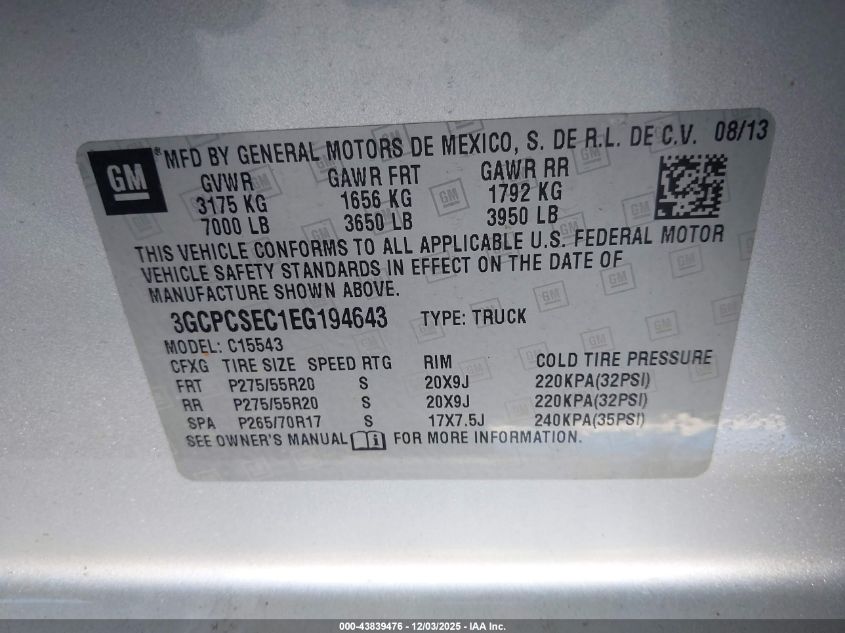 GM ® MFD BY GENERAL MOTORS DE MEXICO, S. DE R.L. DE C.V. 08/13
GVWR GAWR FRT GAWR RR
3175 KG 1656 KG 1792 KG
7000 LB 3650 LB 3950 LB
THIS VEHICLE CONFORMS TO ALL APPLICABLE U.S. FEDERAL MOTOR
VEHICLE SAFETY STANDARDS IN EFFECT ON THE DATE OF
MANUFACTURE SHOWN ABOVE.
3GCPCSEC1EG194643 TYPE: TRUCK
MODEL: C15543
CFXG TIRE SIZE SPEED RTG RIM COLD TIRE PRESSURE
FRT P275/55R20 S 20X9J 220KPA(32PSI)
RR P275/55R20 S 20X9J 220KPA(32PSI)
SPA P265/70R17 S 17X7.5J 240KPA(35PSI)
SEE OWNER'S MANUAL FOR MORE INFORMATION.
000-43839476 - 12/03/2025 - IAA Inc.